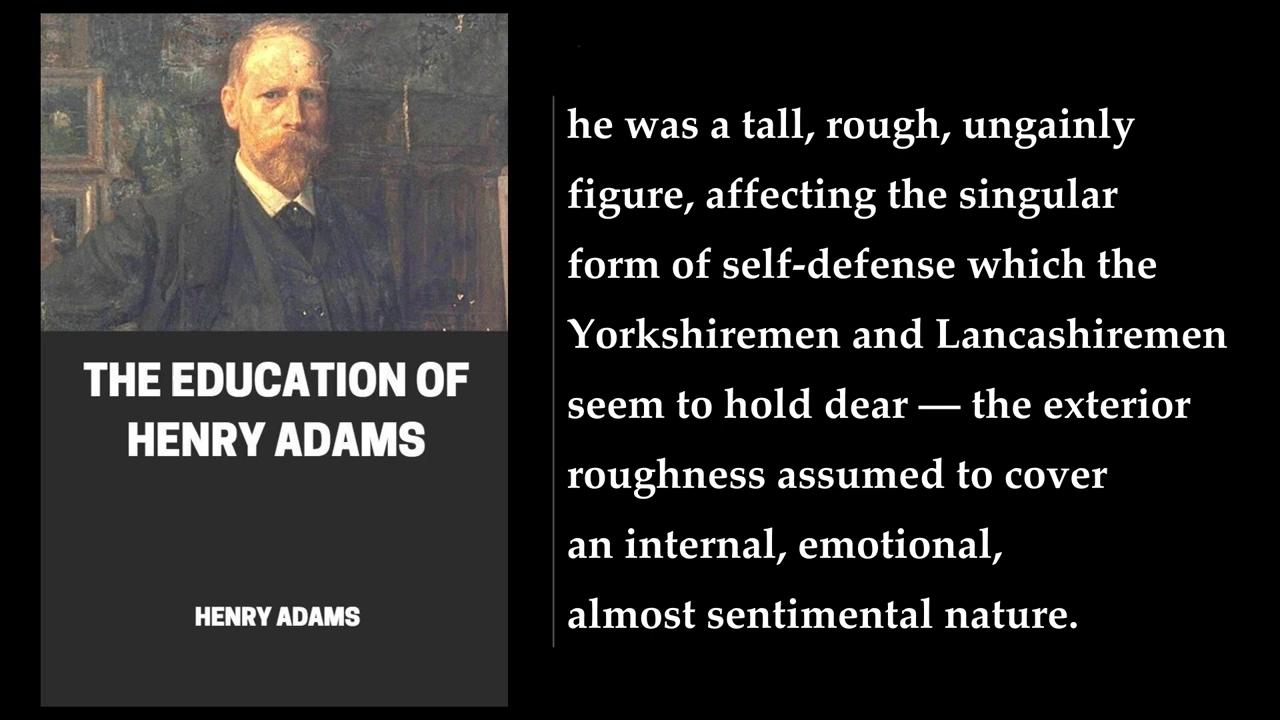 THE EDUCATION OF
HENRY ADAMS
HENRY ADAMS
he was a tall, rough, ungainly
figure, affecting the singular
form of self-defense which the
Yorkshiremen and Lancashiremen
seem to hold dear — the exterior
roughness assumed to cover
an internal, emotional,
almost sentimental nature.